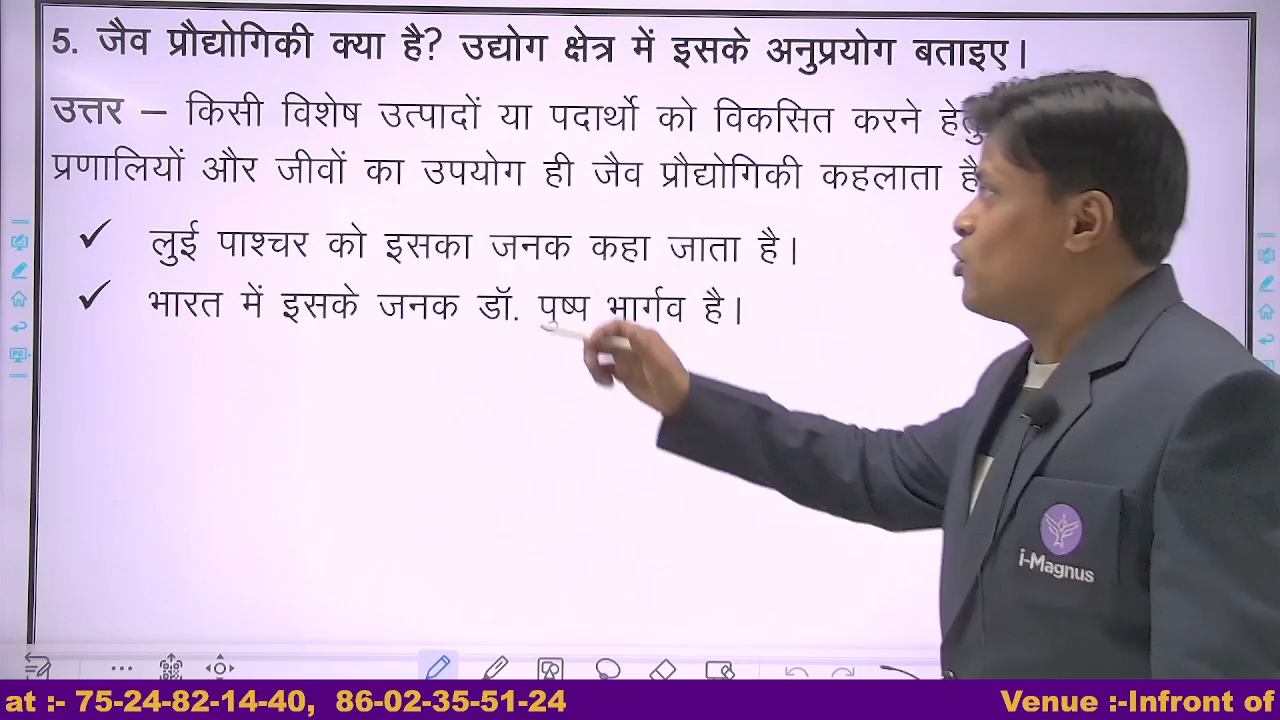 5. जैव प्रौद्योगिकी क्या है? उद्योग क्षेत्र में इसके अनुप्रयोग बताइए।
उत्तर – किसी विशेष उत्पादों या पदार्थो को विकसित करने हेतु
प्रणालियों और जीवों का उपयोग ही जैव प्रौद्योगिकी कहलाता है
✓ लुई पाश्चर को इसका जनक कहा जाता है।
✓ भारत में इसके जनक डॉ. पुष्प भार्गव है।
i-Magnus
at :- 75-24-82-14-40, 86-02-35-51-24 Venue :-Infront of